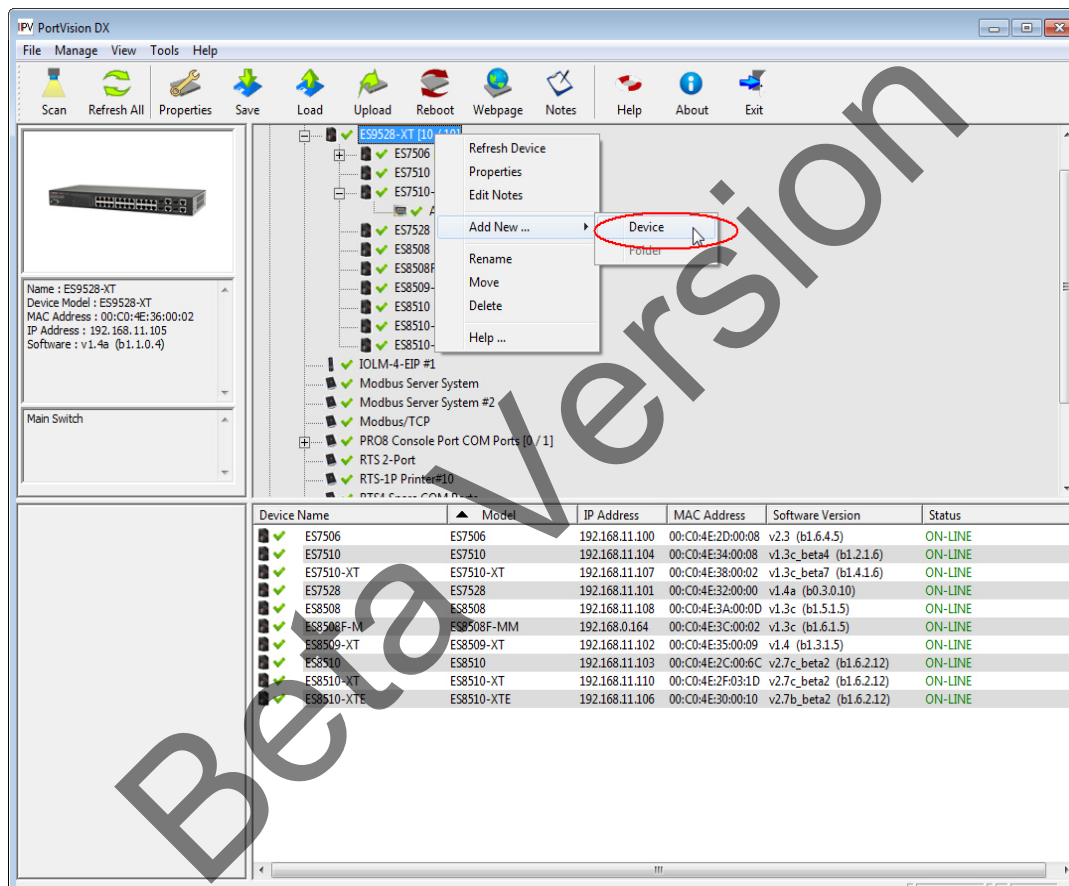 IPV PortVision DX
File Manage View Tools Help
Scan Refresh All Properties Save Load Upload Reboot Webpage Notes Help About Exit
ES9528-XT [10 / 10]
ES7506
ES7510
ES7510-
A
ES7528
ES8508
ES8508F
ES8509-
ES8510
ES8510-
ES8510-
IOLM-4-EIP #1
Modbus Server System
Modbus Server System #2
Modbus/TCP
PRO8 Console Port COM Ports [0 / 1]
RTS 2-Port
RTS-1P Printer#10
RTS4 Spare COM Ports
Refresh Device
Properties
Edit Notes
Add New ...
Rename
Move
Delete
Help ...
Device
Folder
Name : ES9528-XT
Device Model : ES9528-XT
MAC Address : 00:C0:4E:36:00:02
IP Address : 192.168.11.105
Software : v1.4a (b1.1.0.4)
Main Switch
Device Name Model IP Address MAC Address Software Version Status
ES7506 ES7506 192.168.11.100 00:C0:4E:2D:00:08 v2.3 (b1.6.4.5) ON-LINE
ES7510 ES7510 192.168.11.104 00:C0:4E:34:00:08 v1.3c_beta4 (b1.2.1.6) ON-LINE
ES7510-XT ES7510-XT 192.168.11.107 00:C0:4E:38:00:02 v1.3c_beta7 (b1.4.1.6) ON-LINE
ES7528 ES7528 192.168.11.101 00:C0:4E:32:00:00 v1.4a (b0.3.0.10) ON-LINE
ES8508 ES8508 192.168.11.108 00:C0:4E:3A:00:0D v1.3c (b1.5.1.5) ON-LINE
ES8508F-M ES8508F-MM 192.168.0.164 00:C0:4E:3C:00:02 v1.3c (b1.6.1.5) ON-LINE
ES8509-XT ES8509-XT 192.168.11.102 00:C0:4E:35:00:09 v1.4 (b1.3.1.5) ON-LINE
ES8510 ES8510 192.168.11.103 00:C0:4E:2C:00:6C v2.7c_beta2 (b1.6.2.12) ON-LINE
ES8510-XT ES8510-XT 192.168.11.110 00:C0:4E:2F:03:1D v2.7c_beta2 (b1.6.2.12) ON-LINE
ES8510-XTE ES8510-XTE 192.168.11.106 00:C0:4E:30:00:10 v2.7b_beta2 (b1.6.2.12) ON-LINE
Beta Version